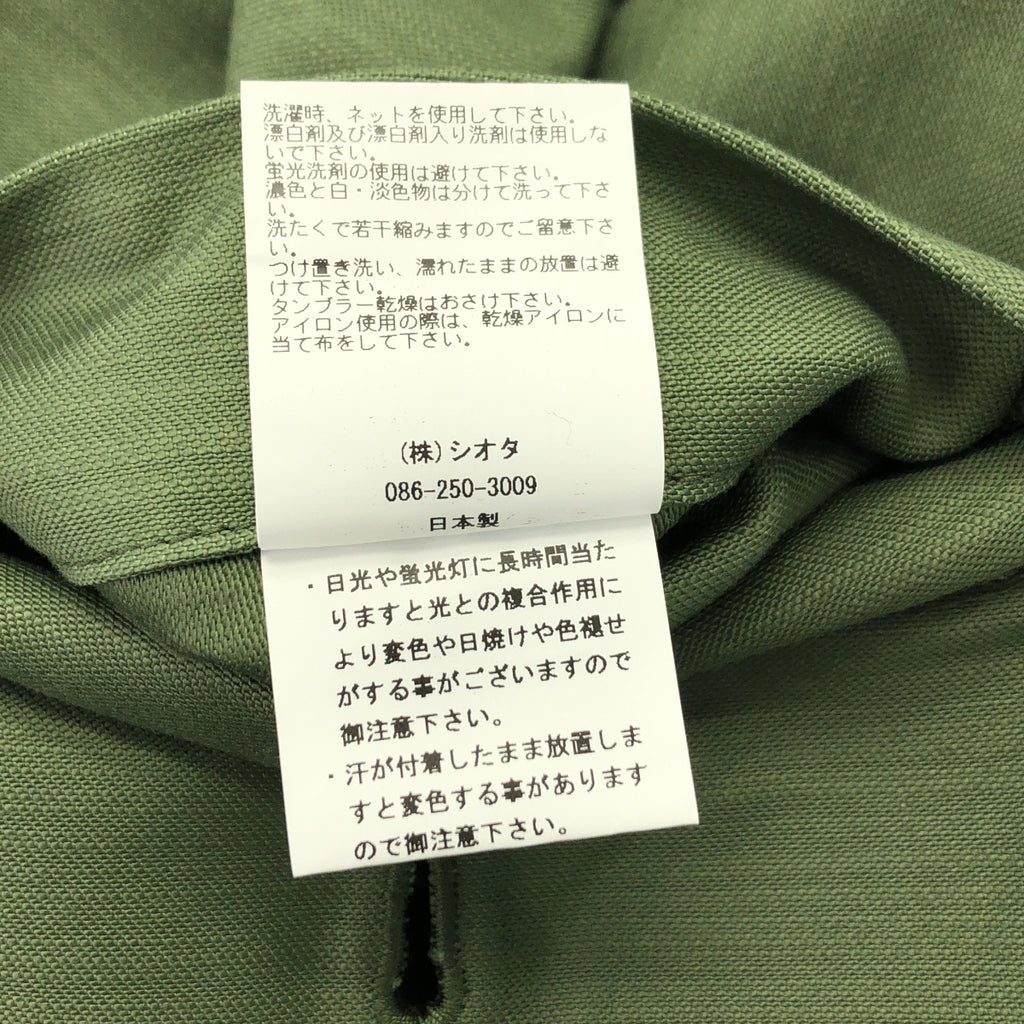 洗濯時、ネットを使用して下さい。
漂白剤及び漂白剤入り洗剤は使用しな
いで下さい。
蛍光洗剤の使用は避けて下さい。
濃色と白・淡色物は分けて洗って下さ
い。
洗たくで若干縮みますのでご留意下さ
い。
つけ置き洗い、濡れたままの放置は避
けて下さい。
タンブラー乾燥はおさけ下さい。
アイロン使用の際は、乾燥アイロンに
当て布をして下さい。
(株)シオタ
086-250-3009
日本製
・日光や蛍光灯に長時間当た
りますと光との複合作用に
より変色や日焼けや色褪せ
がする事がございますので
御注意下さい。
・汗が付着したまま放置しま
すと変色する事があります
ので御注意下さい。